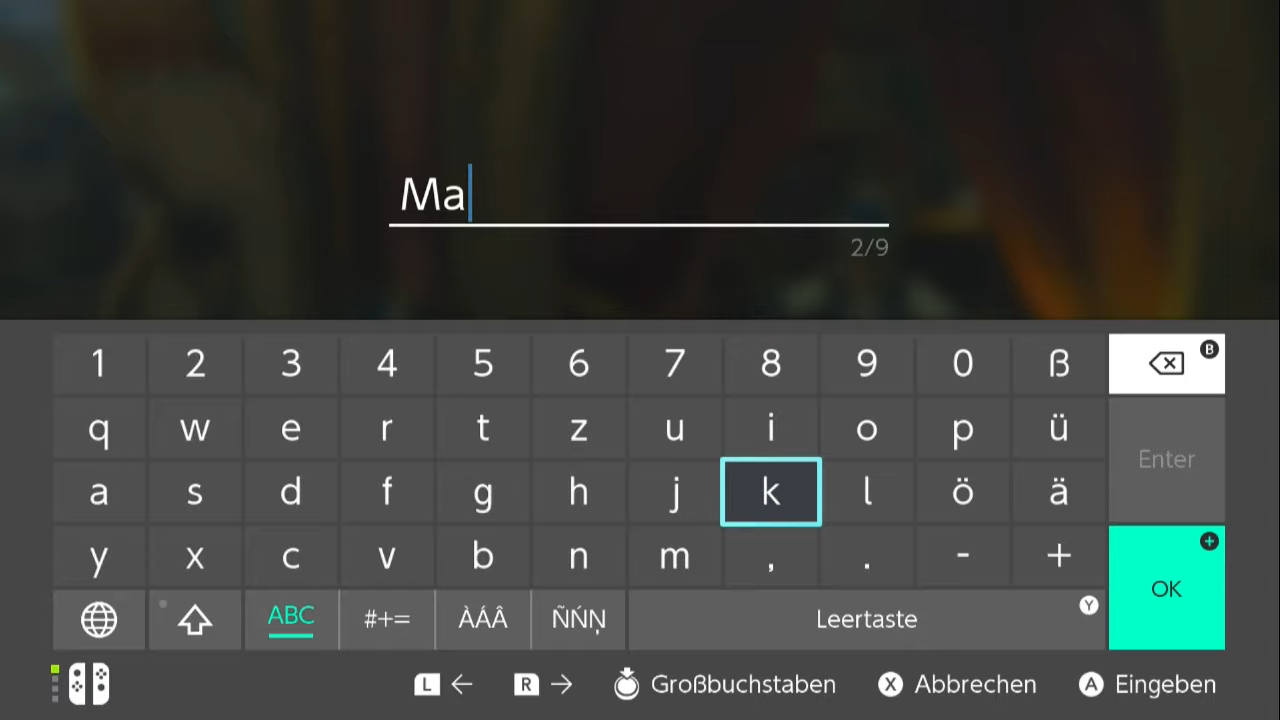 Ma
2/9
1 2 3 4 5 6 7 8 9 0 ß B
q w e r t z u i o p ü
Enter
a s d f g h j k l ö ä
y x c v b n m , . - +
OK +
ABC #+= ÀÁÂ ÑŃŅ Leertaste Y
L ← R → Großbuchstaben X Abbrechen A Eingeben